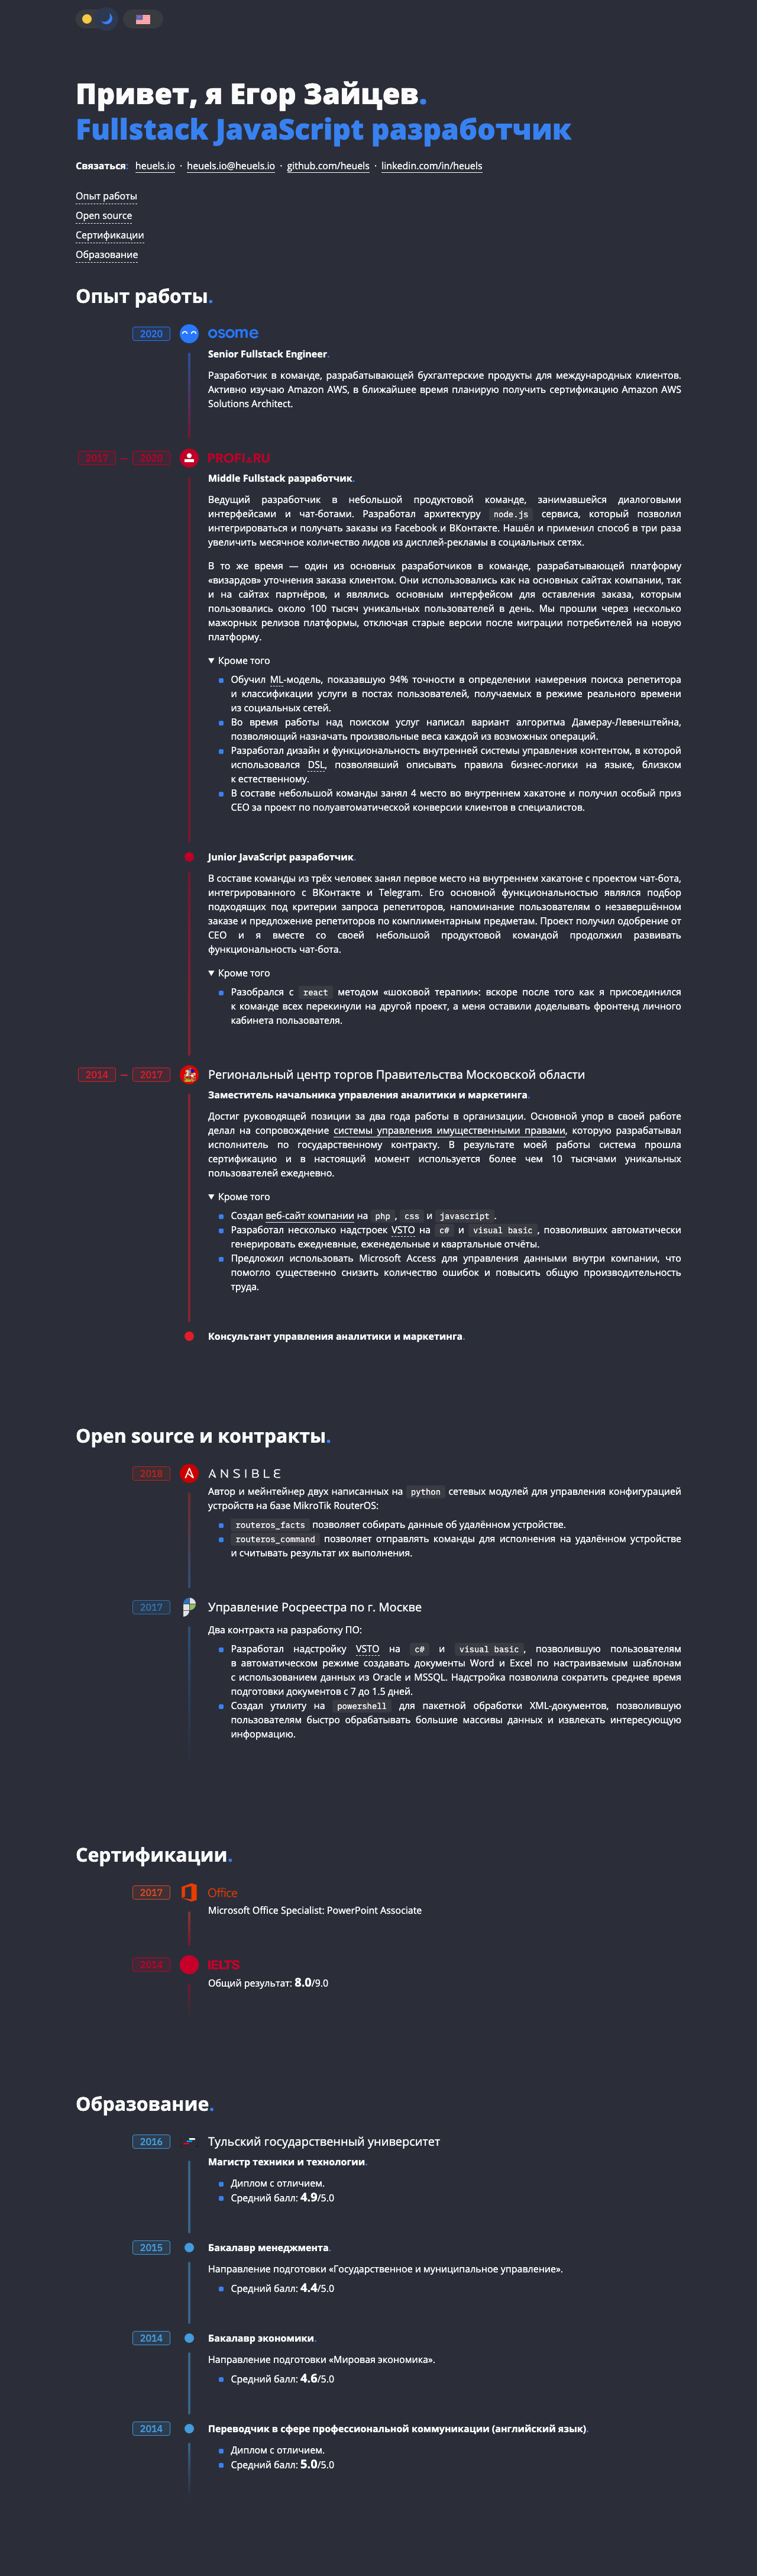 Привет, я Егор Зайцев.
Fullstack JavaScript разработчик
Связаться: heuels.io · heuels.io@heuels.io · github.com/heuels · linkedin.com/in/heuels
Опыт работы
Open source
Сертификации
Образование
Опыт работы.
2020 osome
Senior Fullstack Engineer.
Разработчик в команде, разрабатывающей бухгалтерские продукты для международных клиентов.
Активно изучаю Amazon AWS, в ближайшее время планирую получить сертификацию Amazon AWS
Solutions Architect.
2017 — 2020 PROFI.RU
Middle Fullstack разработчик.
Ведущий разработчик в небольшой продуктовой команде, занимавшейся диалоговыми
интерфейсами и чат-ботами. Разработал архитектуру node.js сервиса, который позволил
интегрироваться и получать заказы из Facebook и ВКонтакте. Нашёл и применил способ в три раза
увеличить месячное количество лидов из дисплей-рекламы в социальных сетях.
В то же время — один из основных разработчиков в команде, разрабатывающей платформу
«визардов» уточнения заказа клиентом. Они использовались как на основных сайтах компании, так
и на сайтах партнёров, и являлись основным интерфейсом для оставления заказа, которым
пользовались около 100 тысяч уникальных пользователей в день. Мы прошли через несколько
мажорных релизов платформы, отключая старые версии после миграции потребителей на новую
платформу.
▼ Кроме того
Обучил ML-модель, показавшую 94% точности в определении намерения поиска репетитора
и классификации услуги в постах пользователей, получаемых в режиме реального времени
из социальных сетей.
Во время работы над поиском услуг написал вариант алгоритма Дамерау-Левенштейна,
позволяющий назначать произвольные веса каждой из возможных операций.
Разработал дизайн и функциональность внутренней системы управления контентом, в которой
использовался DSL, позволявший описывать правила бизнес-логики на языке, близком
к естественному.
В составе небольшой команды занял 4 место во внутреннем хакатоне и получил особый приз
CEO за проект по полуавтоматической конверсии клиентов в специалистов.
Junior JavaScript разработчик.
В составе команды из трёх человек занял первое место на внутреннем хакатоне с проектом чат-бота,
интегрированного с ВКонтакте и Telegram. Его основной функциональностью являлся подбор
подходящих под критерии запроса репетиторов, напоминание пользователям о незавершённом
заказе и предложение репетиторов по комплиментарным предметам. Проект получил одобрение от
CEO и я вместе со своей небольшой продуктовой командой продолжил развивать
функциональность чат-бота.
▼ Кроме того
Разобрался с react методом «шоковой терапии»: вскоре после того как я присоединился
к команде всех перекинули на другой проект, а меня оставили доделывать фронтенд личного
кабинета пользователя.
2014 — 2017 Региональный центр торгов Правительства Московской области
Заместитель начальника управления аналитики и маркетинга.
Достиг руководящей позиции за два года работы в организации. Основной упор в своей работе
делал на сопровождение системы управления имущественными правами, которую разрабатывал
исполнитель по государственному контракту. В результате моей работы система прошла
сертификацию и в настоящий момент используется более чем 10 тысячами уникальных
пользователей ежедневно.
▼ Кроме того
Создал веб-сайт компании на php, css и javascript.
Разработал несколько надстроек VSTO на c# и visual basic, позволивших автоматически
генерировать ежедневные, еженедельные и квартальные отчёты.
Предложил использовать Microsoft Access для управления данными внутри компании, что
помогло существенно снизить количество ошибок и повысить общую производительность
труда.
Консультант управления аналитики и маркетинга.
Open source и контракты.
2018 ANSIBLE
Автор и мейнтейнер двух написанных на python сетевых модулей для управления конфигурацией
устройств на базе MikroTik RouterOS:
routeros_facts позволяет собирать данные об удалённом устройстве.
routeros_command позволяет отправлять команды для исполнения на удалённом устройстве
и считывать результат их выполнения.
2017 Управление Росреестра по г. Москве
Два контракта на разработку ПО:
Разработал надстройку VSTO на c# и visual basic, позволившую пользователям
в автоматическом режиме создавать документы Word и Excel по настраиваемым шаблонам
с использованием данных из Oracle и MSSQL. Надстройка позволила сократить среднее время
подготовки документов с 7 до 1.5 дней.
Создал утилиту на powershell для пакетной обработки XML-документов, позволившую
пользователям быстро обрабатывать большие массивы данных и извлекать интересующую
информацию.
Сертификации.
2017 Office
Microsoft Office Specialist: PowerPoint Associate
2014 IELTS
Общий результат: 8.0/9.0
Образование.
2016 Тульский государственный университет
Магистр техники и технологии.
Диплом с отличием.
Средний балл: 4.9/5.0
2015 Бакалавр менеджмента.
Направление подготовки «Государственное и муниципальное управление».
Средний балл: 4.4/5.0
2014 Бакалавр экономики.
Направление подготовки «Мировая экономика».
Средний балл: 4.6/5.0
2014 Переводчик в сфере профессиональной коммуникации (английский язык).
Диплом с отличием.
Средний балл: 5.0/5.0